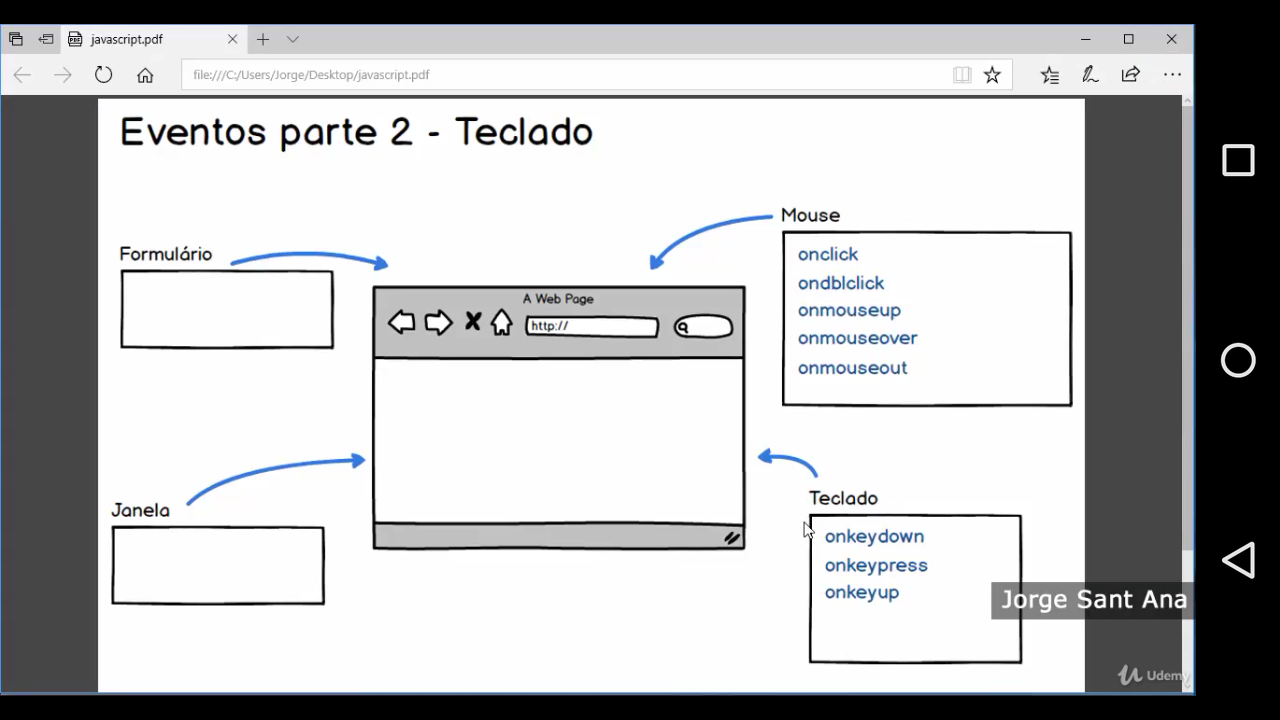 javascript.pdf
file:///C:/Users/Jorge/Desktop/javascript.pdf
Eventos parte 2 - Teclado
Mouse
onclick
ondblclick
onmouseup
onmouseover
onmouseout
Formulário
A Web Page
http://
Janela
Teclado
onkeydown
onkeypress
onkeyup
Jorge Sant Ana
Udemy